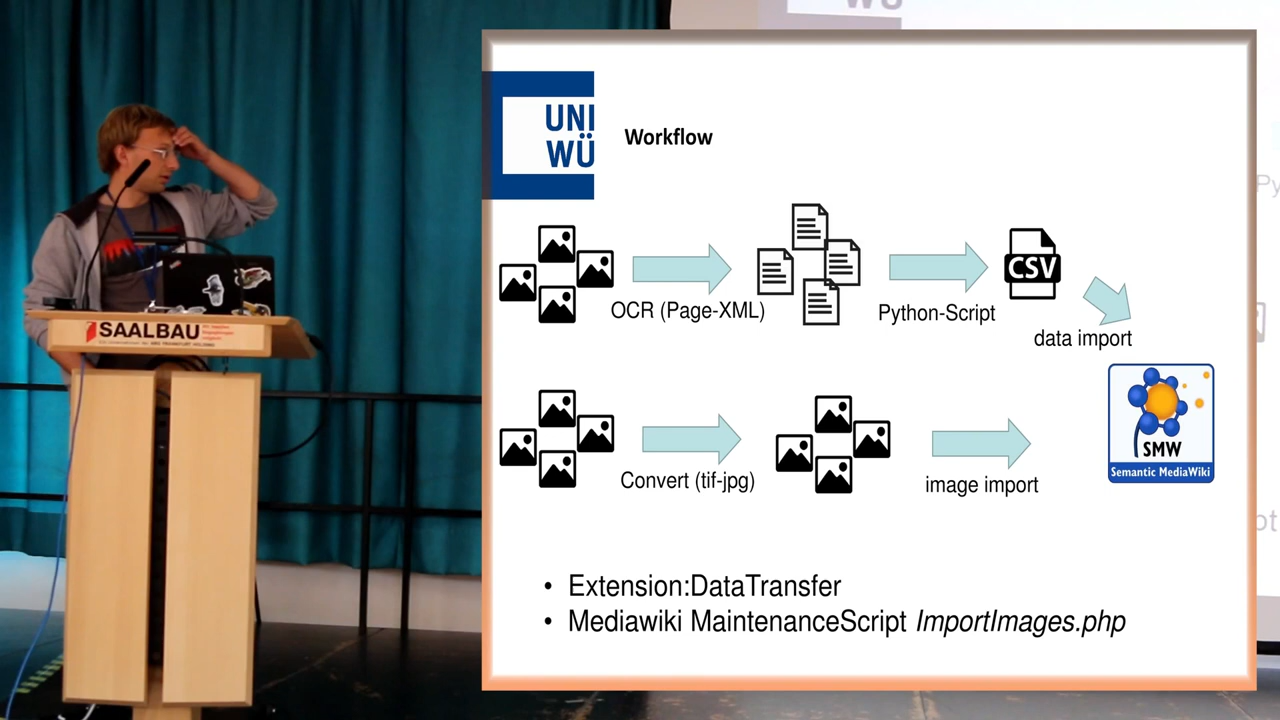 UNI
WÜ
Workflow
CSV
OCR (Page-XML)
Python-Script
data import
SMW
Semantic MediaWiki
Convert (tif-jpg)
image import
• Extension:DataTransfer
• Mediawiki MaintenanceScript ImportImages.php
SAALBAU